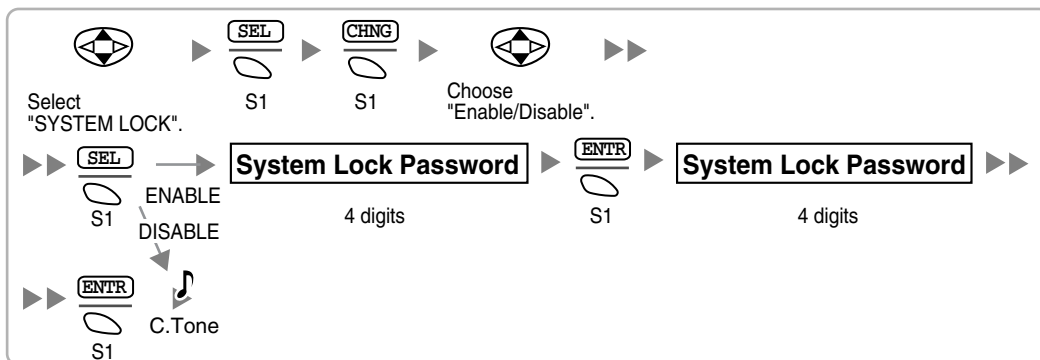 SEL
CHNG
S1
S1
Select
"SYSTEM LOCK".
Choose
"Enable/Disable".
SEL
S1
ENABLE
DISABLE
System Lock Password
4 digits
ENTR
S1
System Lock Password
4 digits
ENTR
S1
C.Tone